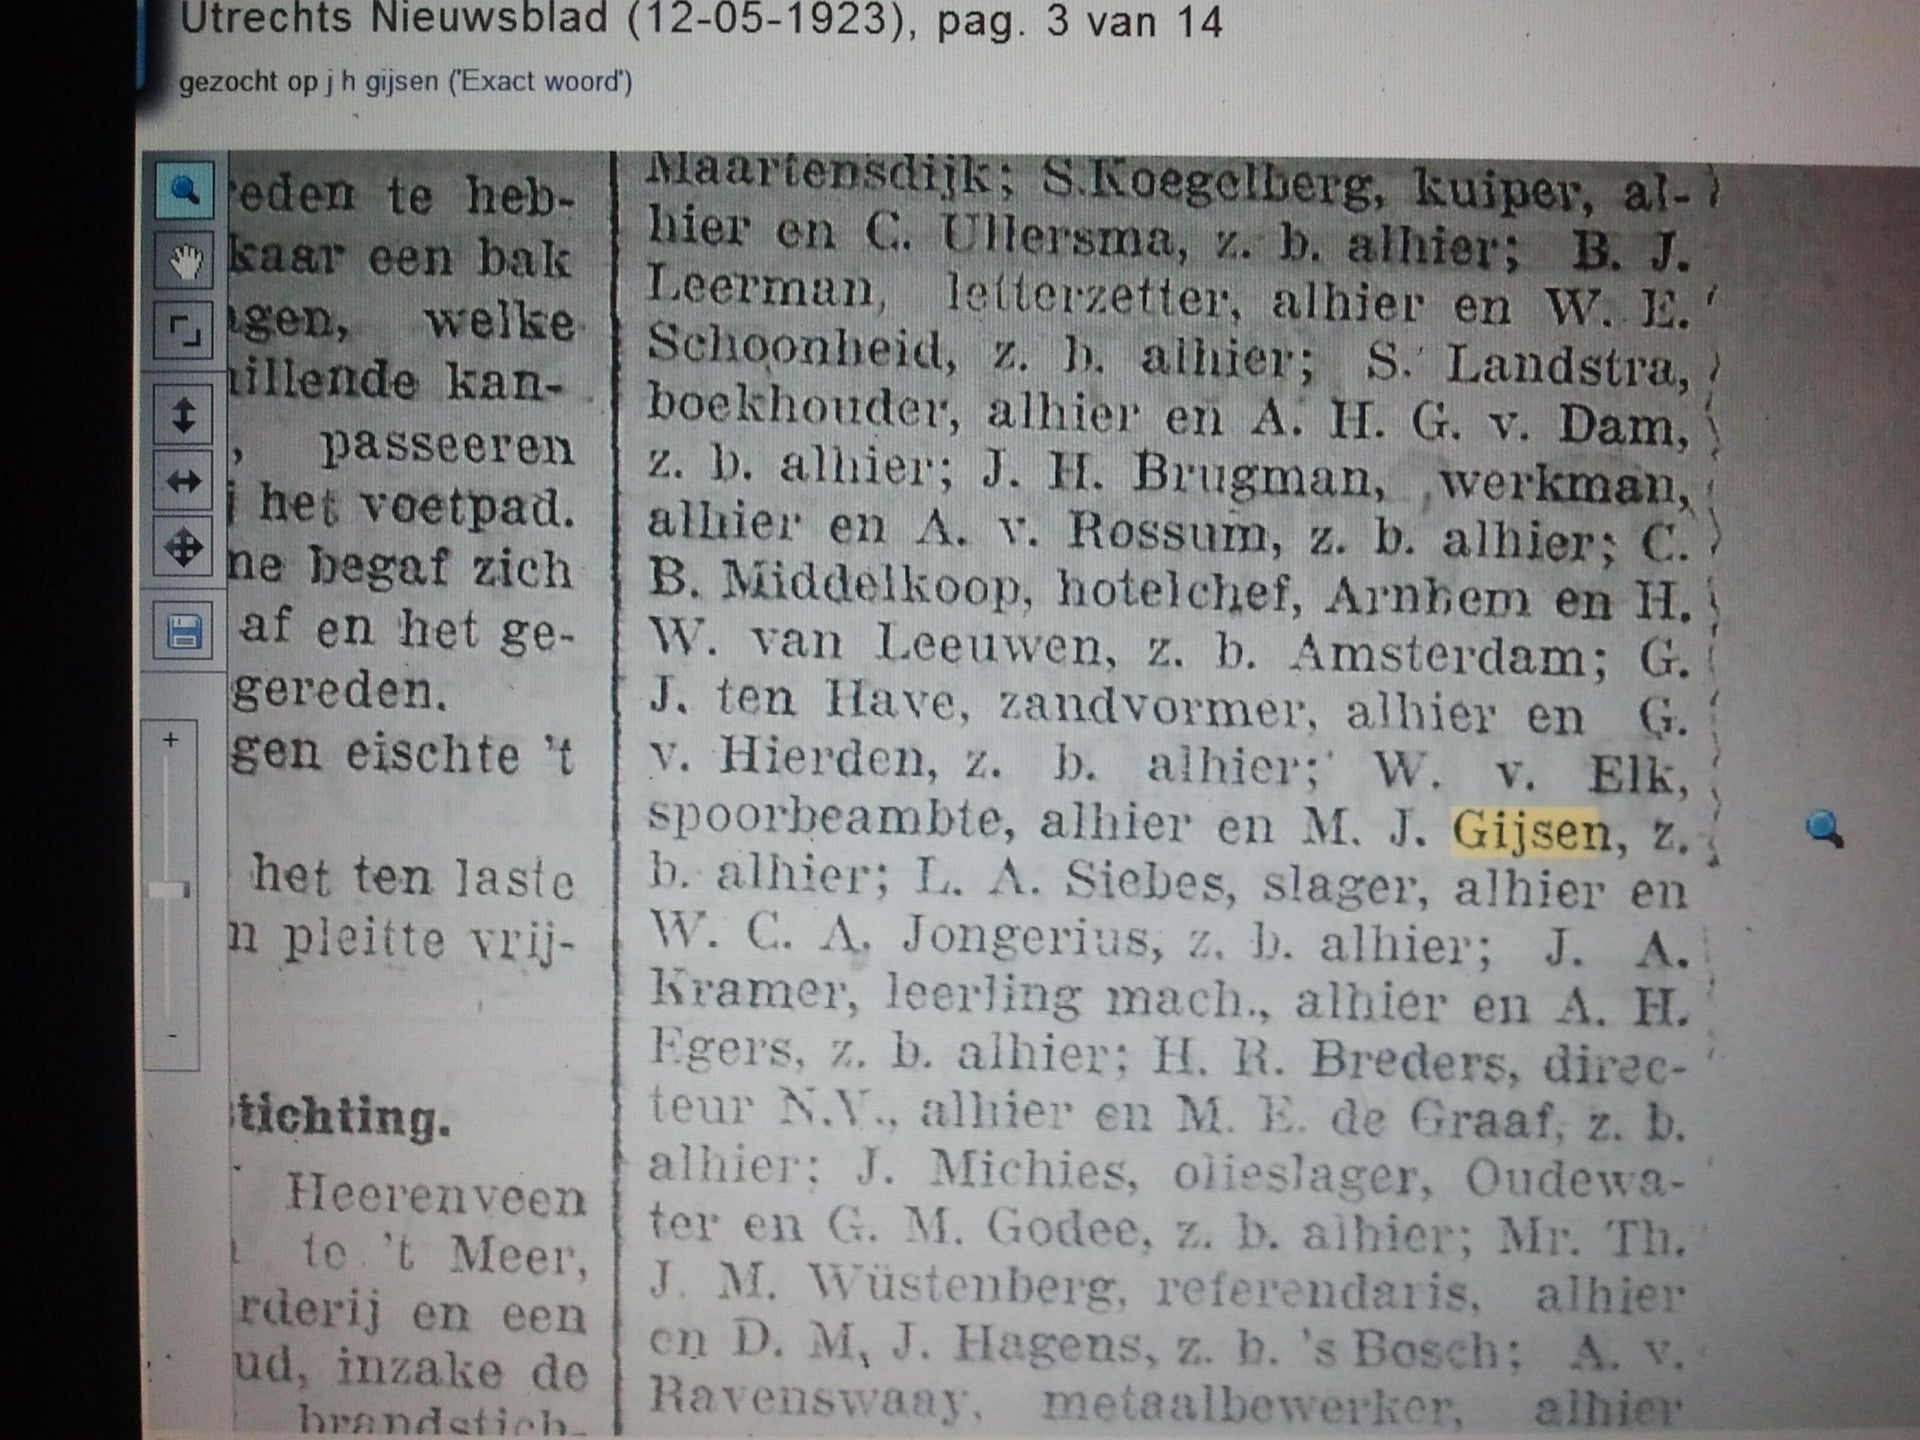 Utrechts Nieuwsblad (12-05-1923), pag. 3 van 14
gezocht op j h gijsen ('Exact woord')
eden te heb-
kaar een bak
gen, welke
illende kan-
, passeeren
j het voetpad.
ne begaf zich
af en het ge-
gereden.
gen eischte 't
het ten laste
n pleitte vrij-
tichting.
Heerenveen
te 't Meer,
rderij en een
ud, inzake de
brandstich-
Maartensdijk; S. Koegelberg, kuiper, al-
hier en C. Ullersma, z. b. alhier; B. J.
Leerman, letterzetter, alhier en W. E.
Schoonheid, z. b. alhier; S. Landstra,
boekhouder, alhier en A. H. G. v. Dam,
z. b. alhier; J. H. Brugman, werkman,
alhier en A. v. Rossum, z. b. alhier; C.
B. Middelkoop, hotelchef, Arnhem en H.
W. van Leeuwen, z. b. Amsterdam; G.
J. ten Have, zandvormer, alhier en G.
v. Hierden, z. b. alhier; W. v. Elk,
spoorbeambte, alhier en M. J. Gijsen, z.
b. alhier; L. A. Siebes, slager, alhier en
W. C. A. Jongerius, z. b. alhier; J. A.
Kramer, leerling mach., alhier en A. H.
Egers, z. b. alhier; H. R. Breders, direc-
teur N.V., alhier en M. E. de Graaf, z. b.
alhier; J. Michies, olieslager, Oudewa-
ter en G. M. Godee, z. b. alhier; Mr. Th.
J. M. Wüstenberg, referendaris, alhier
en D. M. J. Hagens, z. b. 's Bosch; A. v.
Ravenswaay, metaalbewerker, alhier